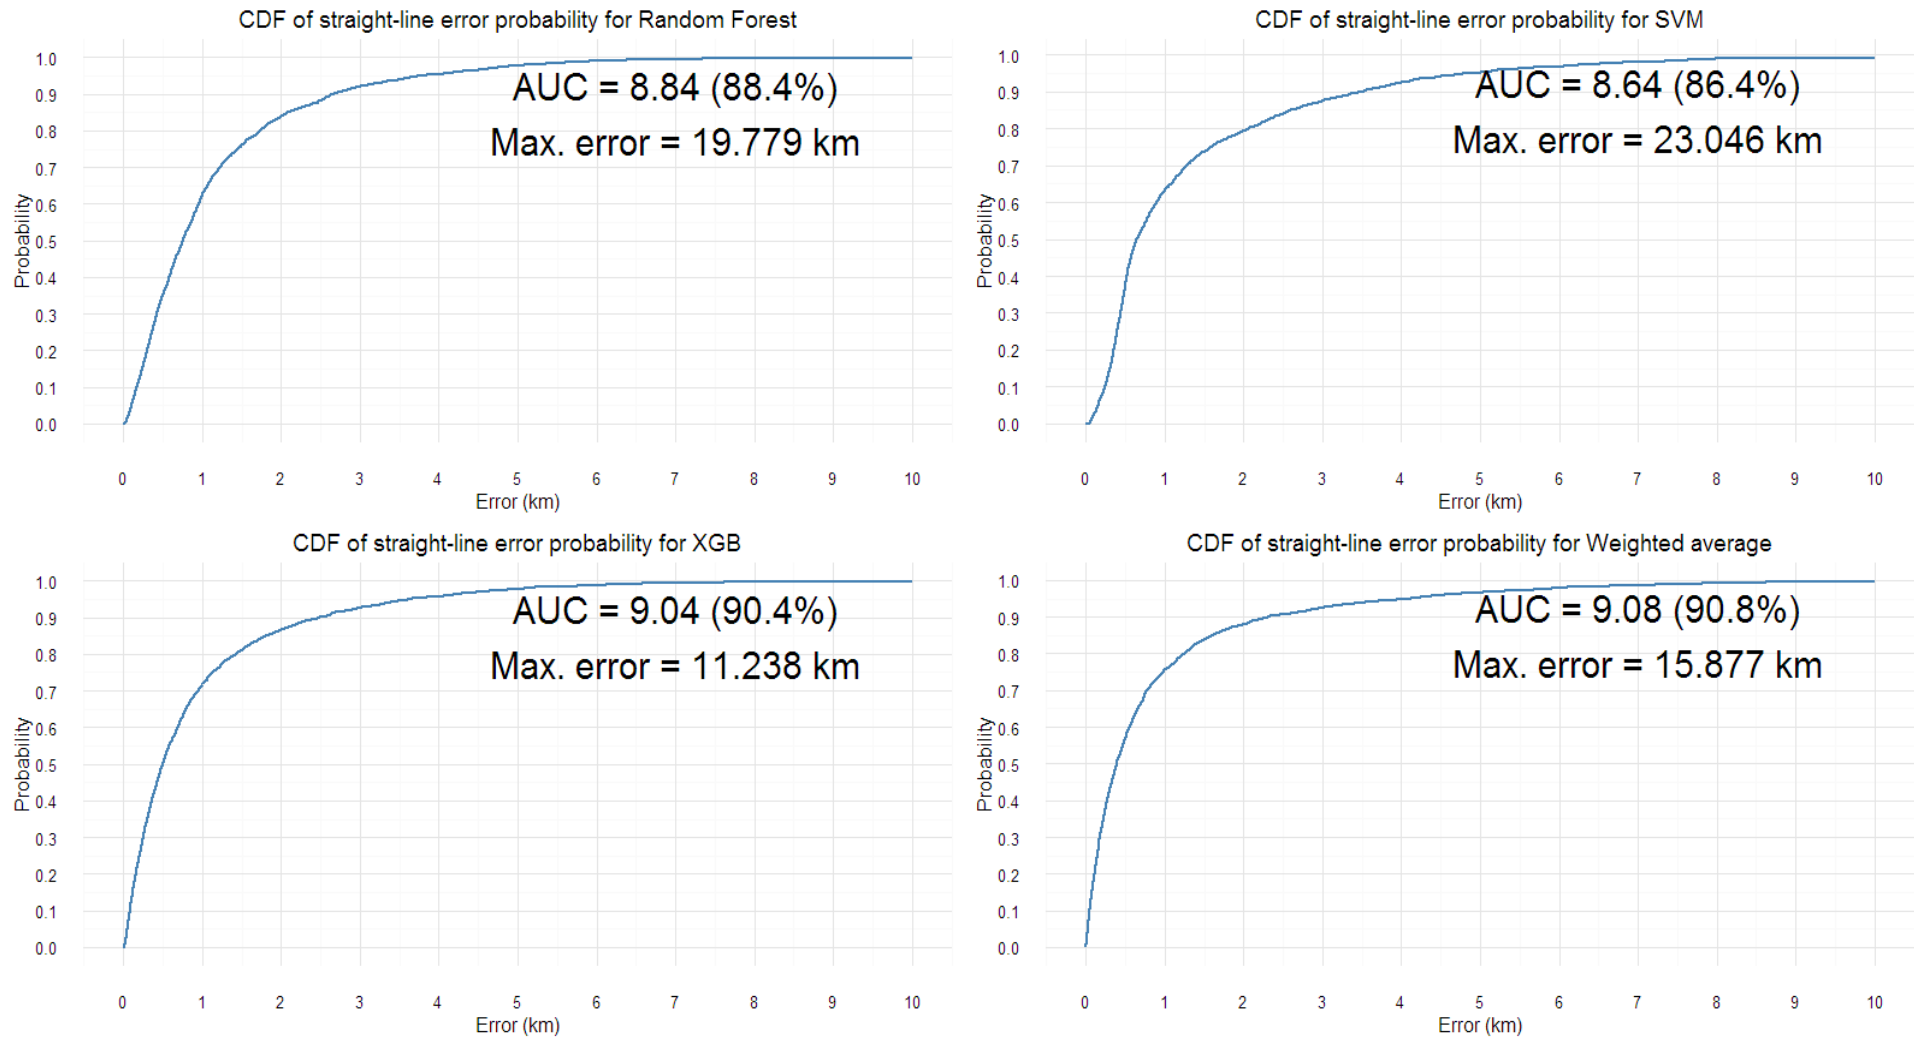 CDF of straight-line error probability for Random Forest
1.0
0.9
0.8
0.7
0.6
0.5
0.4
0.3
0.2
0.1
0.0
Probability
AUC = 8.84 (88.4%)
Max. error = 19.779 km
0 1 2 3 4 5 6 7 8 9 10
Error (km)
CDF of straight-line error probability for SVM
1.0
0.9
0.8
0.7
0.6
0.5
0.4
0.3
0.2
0.1
0.0
Probability
AUC = 8.64 (86.4%)
Max. error = 23.046 km
0 1 2 3 4 5 6 7 8 9 10
Error (km)
CDF of straight-line error probability for XGB
1.0
0.9
0.8
0.7
0.6
0.5
0.4
0.3
0.2
0.1
0.0
Probability
AUC = 9.04 (90.4%)
Max. error = 11.238 km
0 1 2 3 4 5 6 7 8 9 10
Error (km)
CDF of straight-line error probability for Weighted average
1.0
0.9
0.8
0.7
0.6
0.5
0.4
0.3
0.2
0.1
0.0
Probability
AUC = 9.08 (90.8%)
Max. error = 15.877 km
0 1 2 3 4 5 6 7 8 9 10
Error (km)